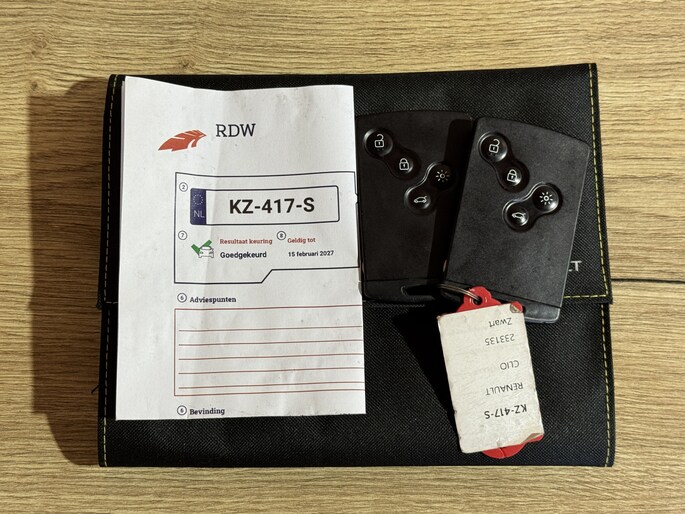 RDW
2
NL
KZ-417-S
7
Resultaat keuring
8
Geldig tot
Goedgekeurd
15 februari 2027
6 Adviespunten
6 Bevinding
LT
Zwart
233135
CLIO
RENAULT
KZ-417-S